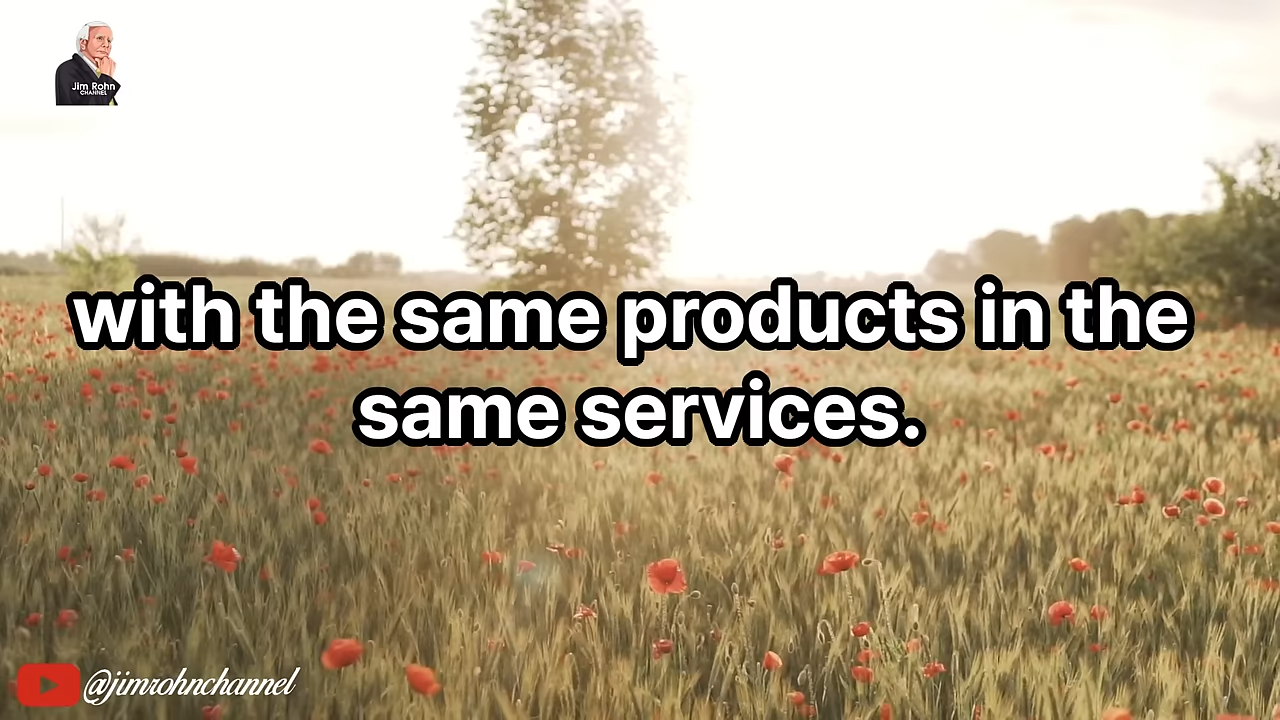 Jim Rohn
CHANNEL
with the same products in the
same services.
@jimrohnchannel